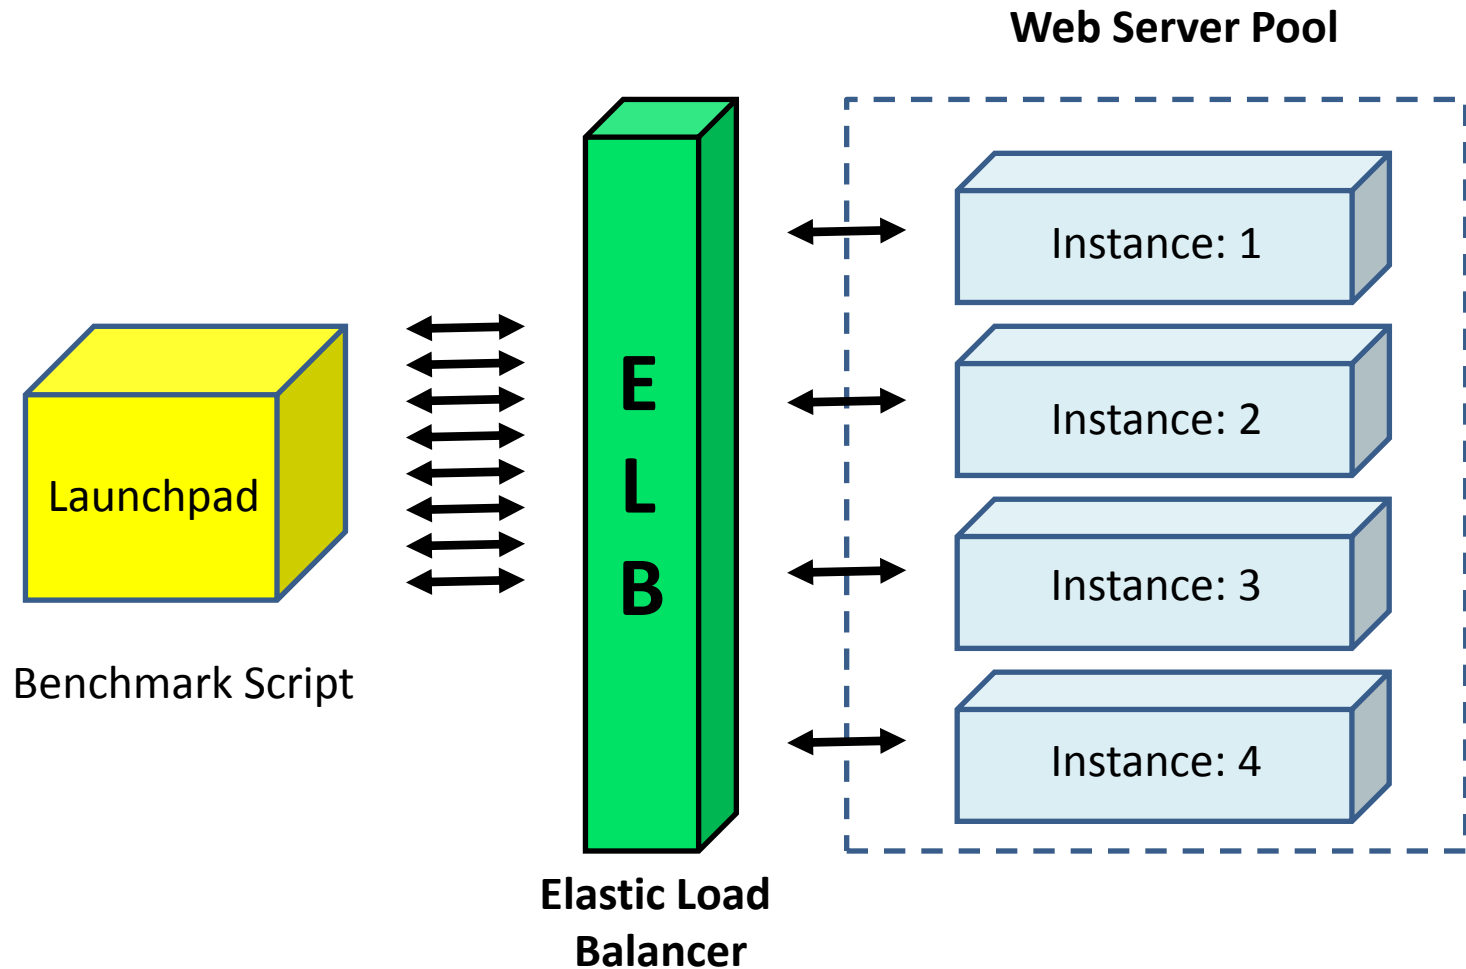 Web Server Pool
Instance: 1
Instance: 2
Instance: 3
Instance: 4
E
L
B
Launchpad
Benchmark Script
Elastic Load
Balancer